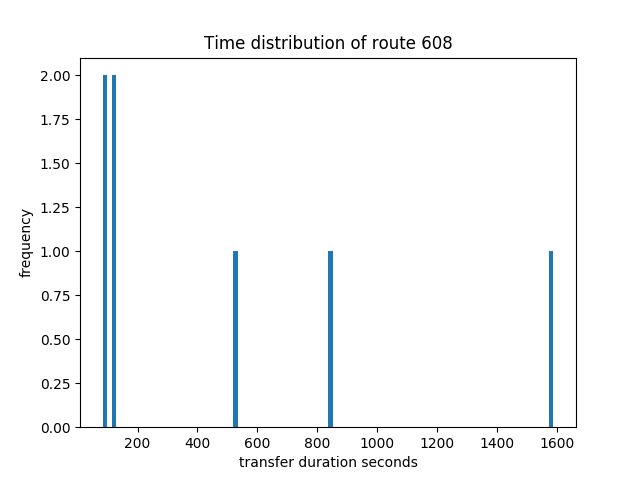 Time distribution of route 608
2.00
1.75
1.50
1.25
1.00
0.75
0.50
0.25
0.00
frequency
200 400 600 800 1000 1200 1400 1600
transfer duration seconds